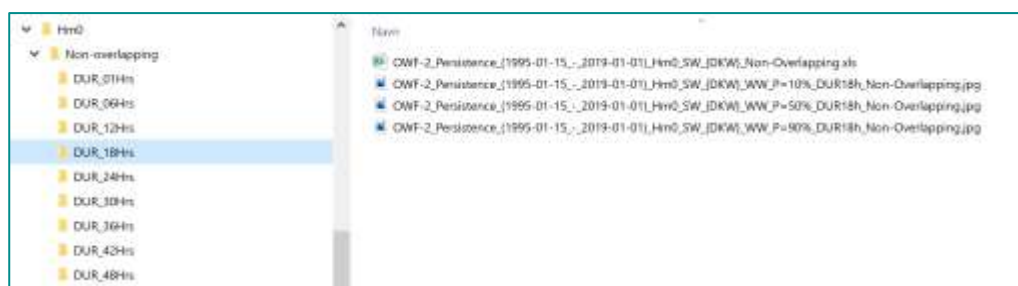 Hm0
Non-overlapping
DUR_01Hrs
DUR_06Hrs
DUR_12Hrs
DUR_18Hrs
DUR_24Hrs
DUR_30Hrs
DUR_36Hrs
DUR_42Hrs
DUR_48Hrs
Navn
OWF-2_Persistence_(1995-01-15_-_2019-01-01)_Hm0_SW_(DKW)_Non-Overlapping.xls
OWF-2_Persistence_(1995-01-15_-_2019-01-01)_Hm0_SW_(DKW)_WW_P=10%_DUR18h_Non-Overlapping.jpg
OWF-2_Persistence_(1995-01-15_-_2019-01-01)_Hm0_SW_(DKW)_WW_P=50%_DUR18h_Non-Overlapping.jpg
OWF-2_Persistence_(1995-01-15_-_2019-01-01)_Hm0_SW_(DKW)_WW_P=90%_DUR18h_Non-Overlapping.jpg